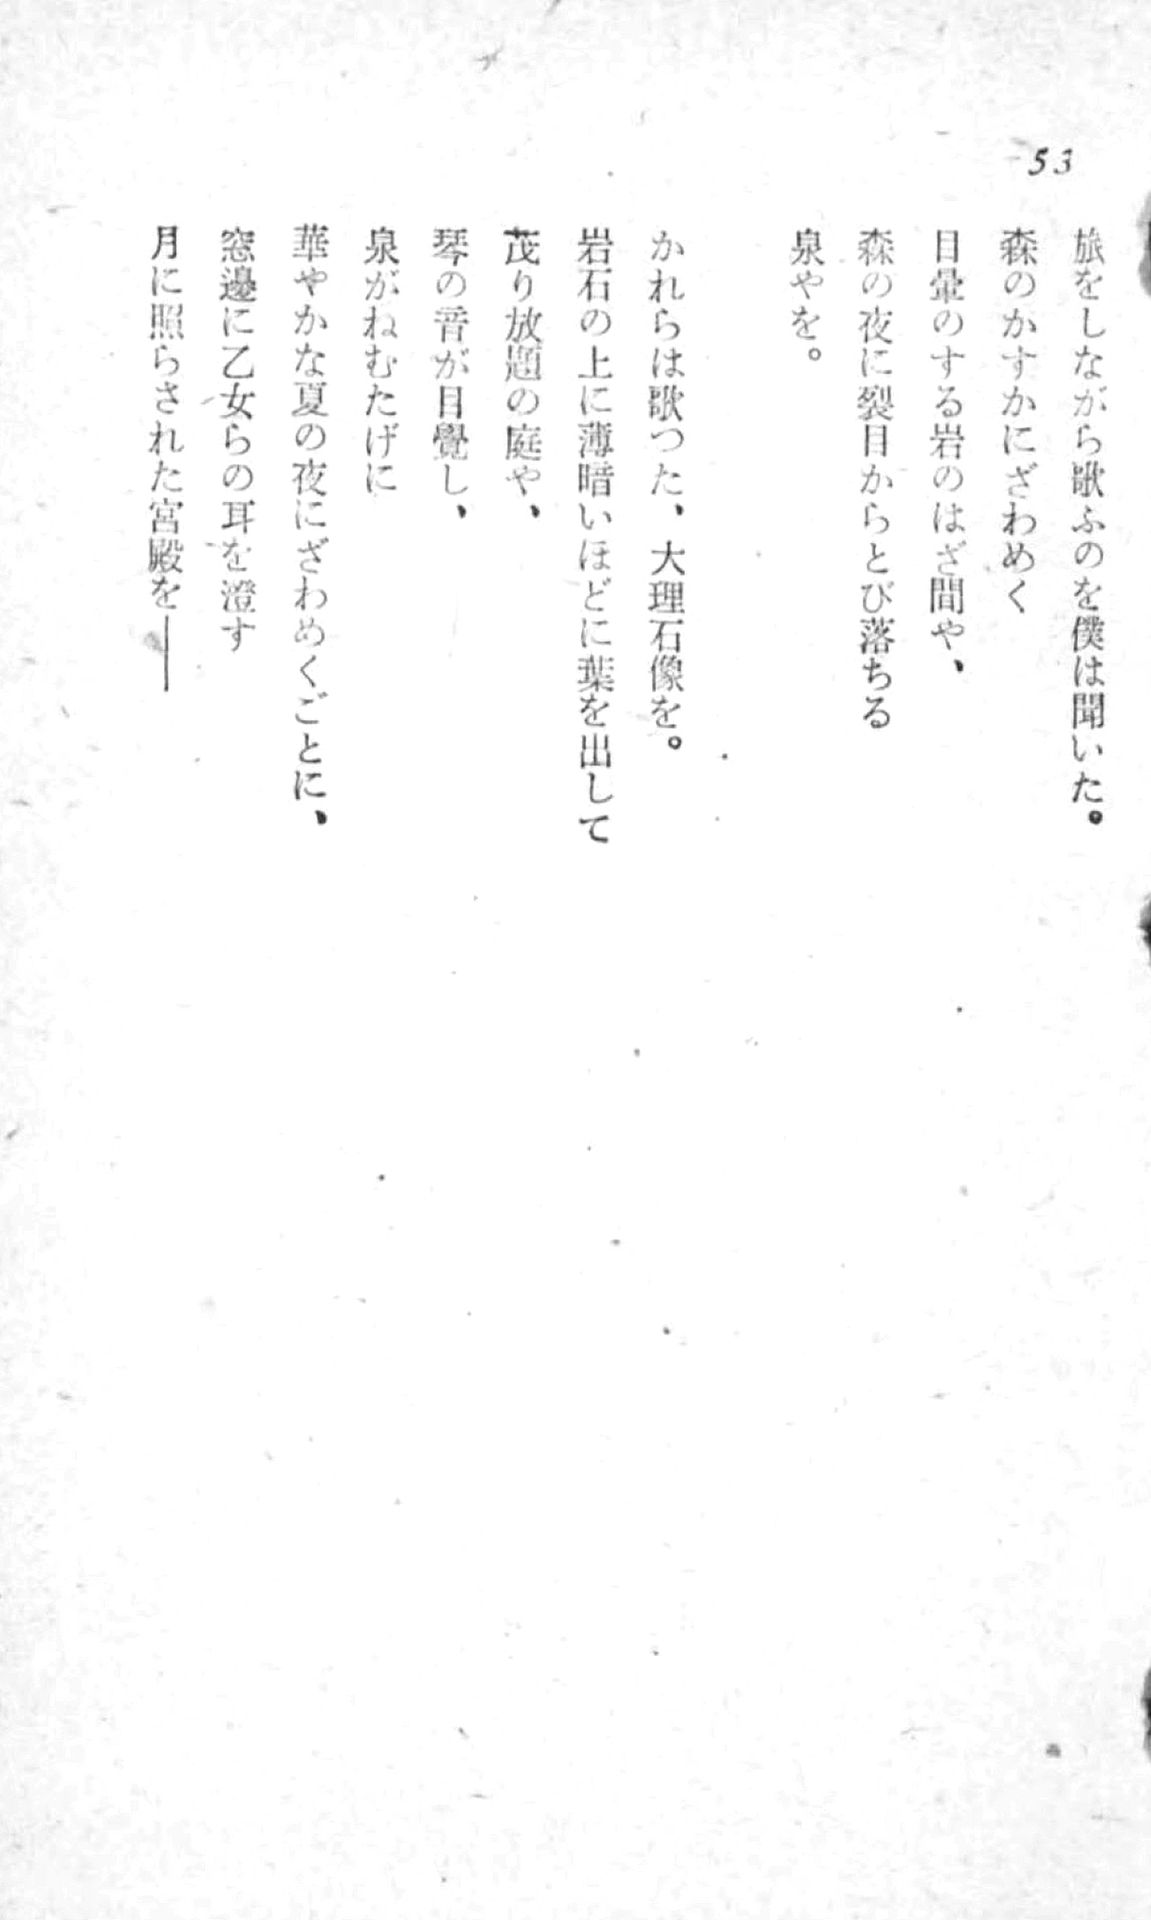 53
旅をしながら歌ふのを僕は聞いた。
森のかすかにざわめく
目暈のする岩のはざ間や、
森の夜に裂目からとび落ちる
泉やを。
かれらは歌つた、大理石像を。
岩石の上に薄暗いほどに葉を出して
茂り放題の庭や、
琴の音が目覺し、
泉がねむたげに
華やかな夏の夜にざわめくごとに、
窓邊に乙女らの耳を澄す
月に照らされた宮殿を――